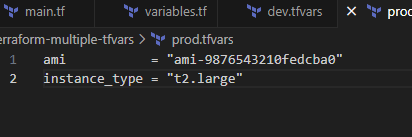 main.tf variables.tf dev.tfvars prod
erraform-multiple-tfvars > prod.tfvars
1 ami = "ami-9876543210fedcba0"
2 instance_type = "t2.large"